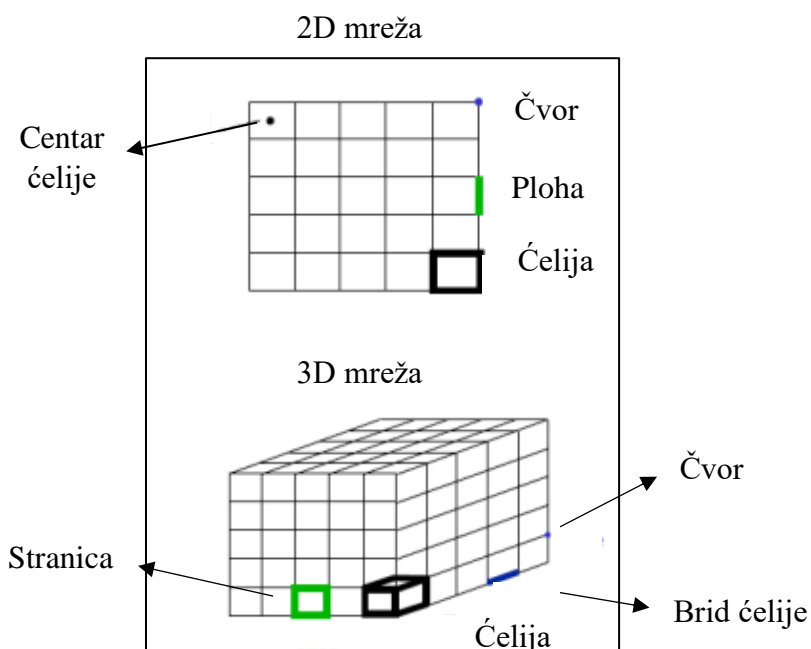 2D mreža
Čvor
Centar
ćelije
Ploha
Ćelija
3D mreža
Čvor
Stranica
Brid ćelije
Ćelija